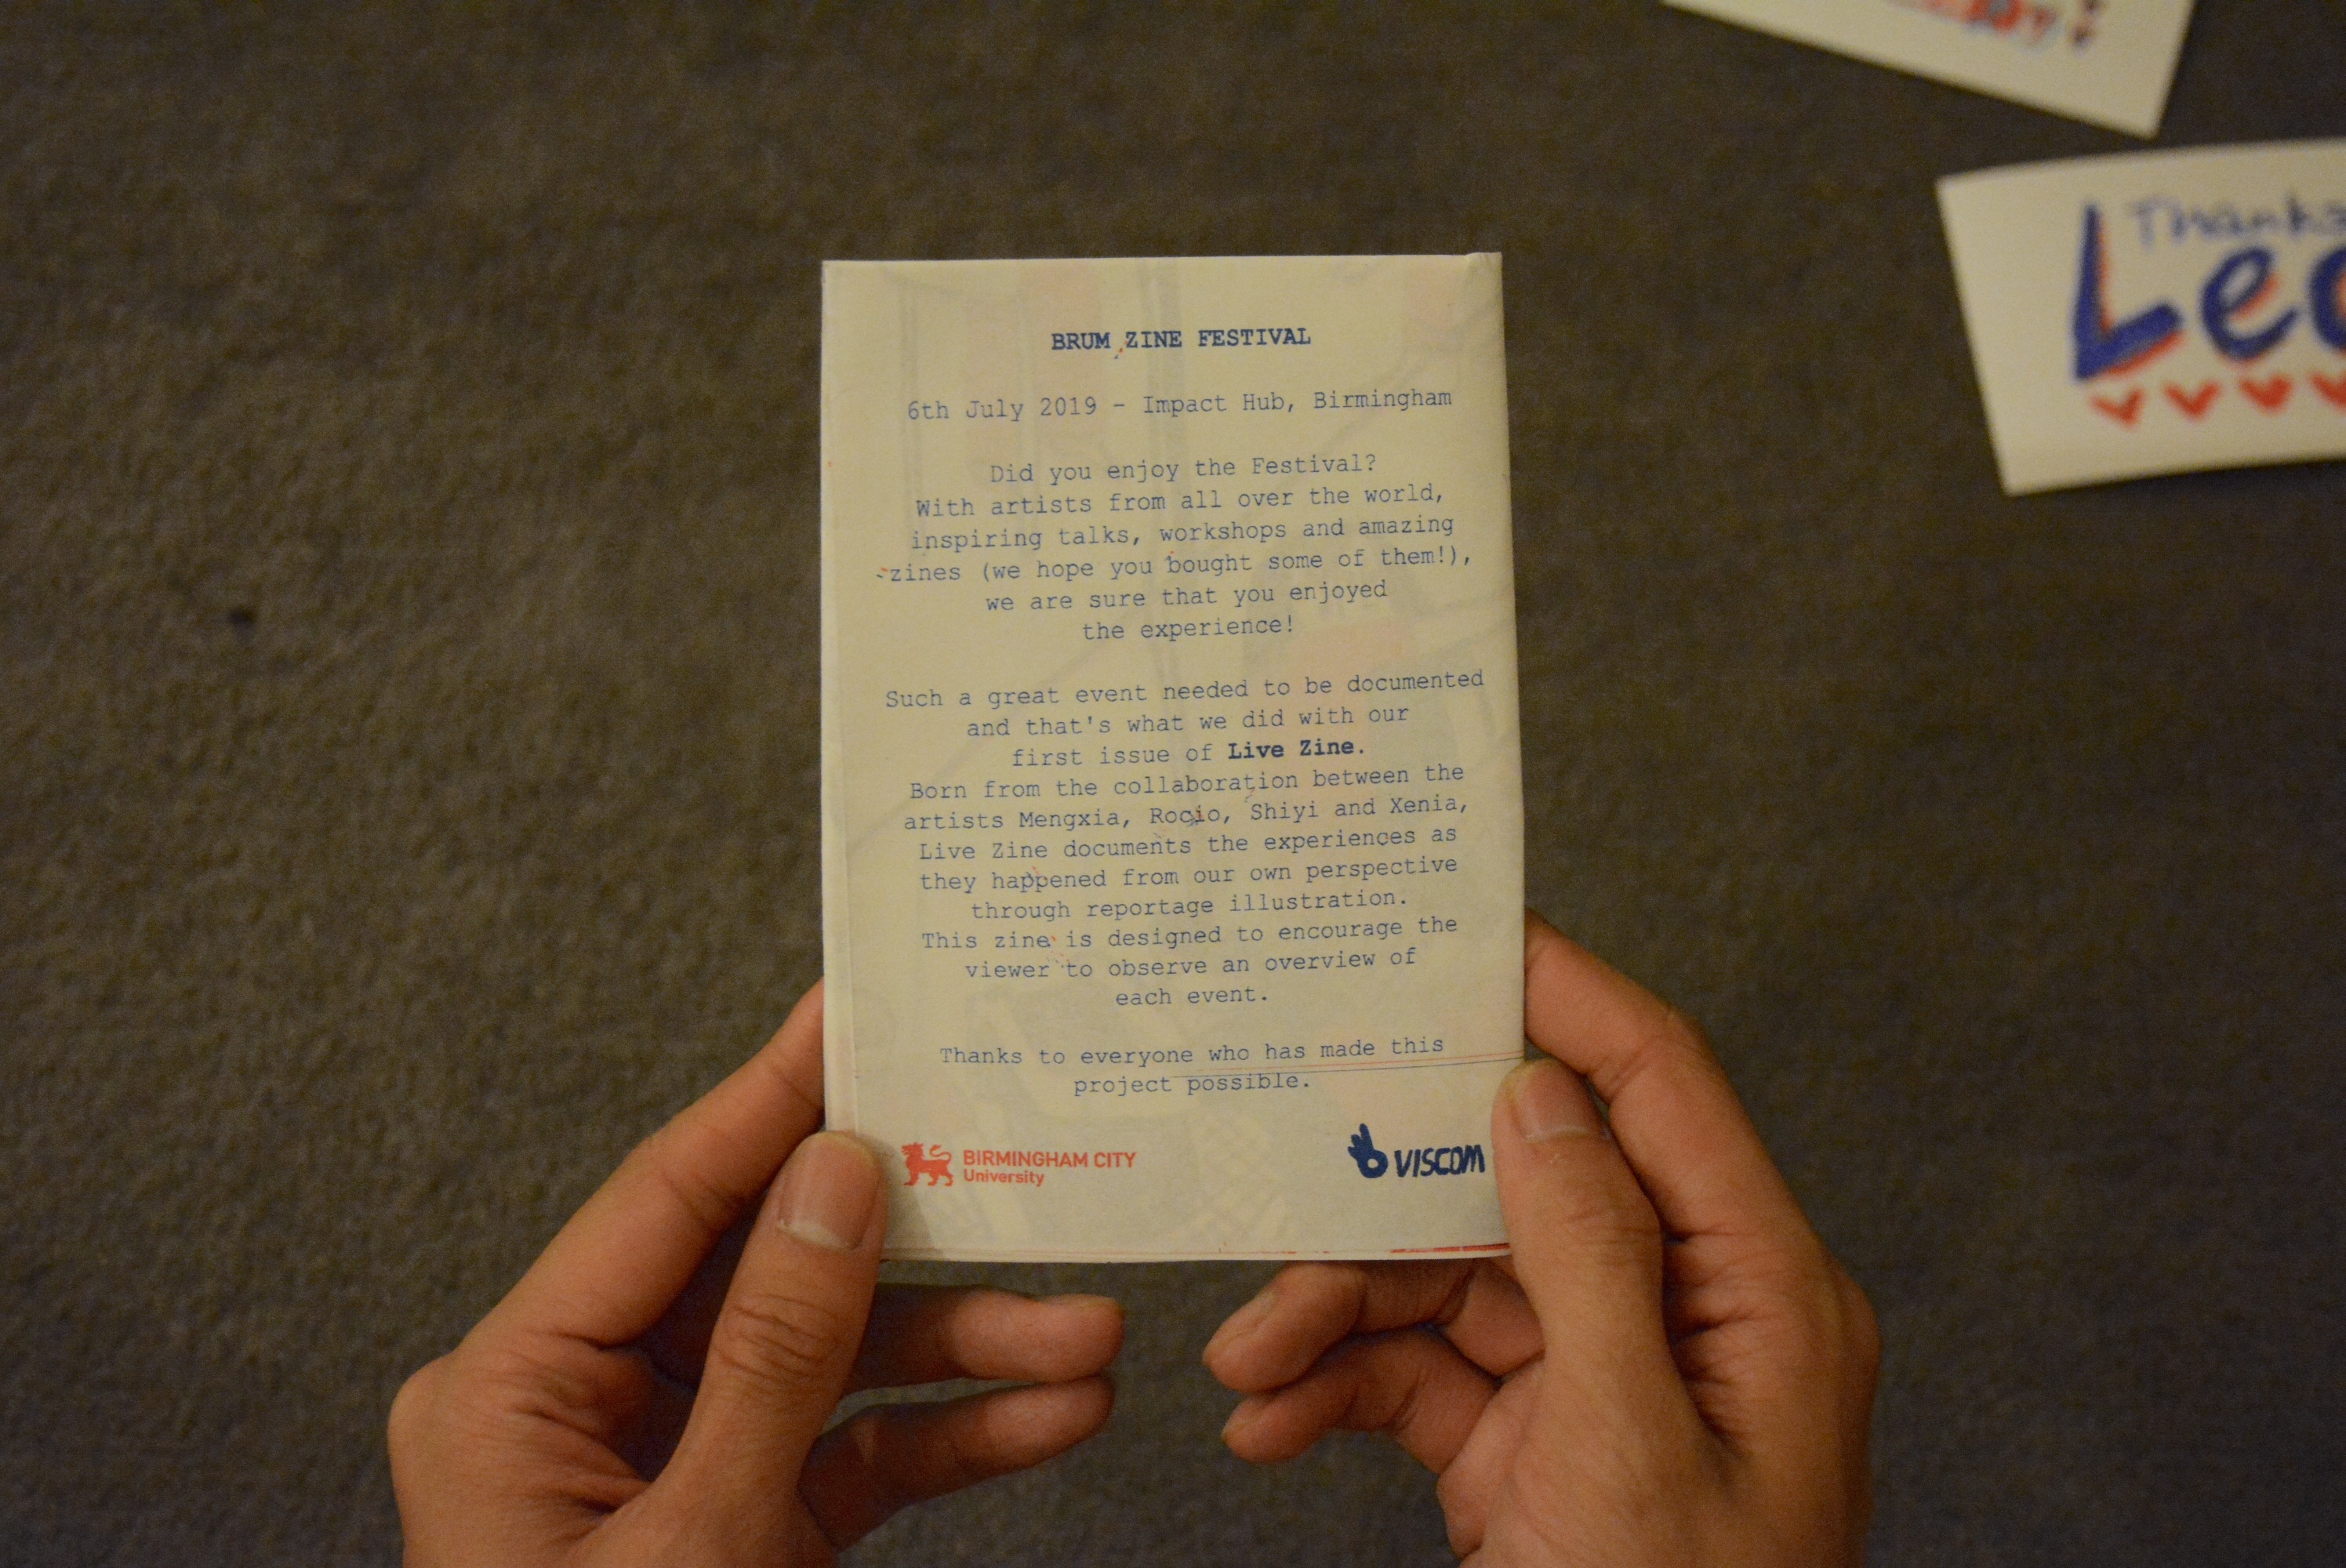 BRUM ZINE FESTIVAL
6th July 2019 - Impact Hub, Birmingham
Did you enjoy the Festival?
With artists from all over the world,
inspiring talks, workshops and amazing
zines (we hope you bought some of them!),
we are sure that you enjoyed
the experience!
Such a great event needed to be documented
and that's what we did with our
first issue of Live Zine.
Born from the collaboration between the
artists Mengxia, Rocio, Shiyi and Xenia,
Live Zine documents the experiences as
they happened from our own perspective
through reportage illustration.
This zine is designed to encourage the
viewer to observe an overview of
each event.
Thanks to everyone who has made this
project possible.
BIRMINGHAM CITY
University
VISCOM
Thanks